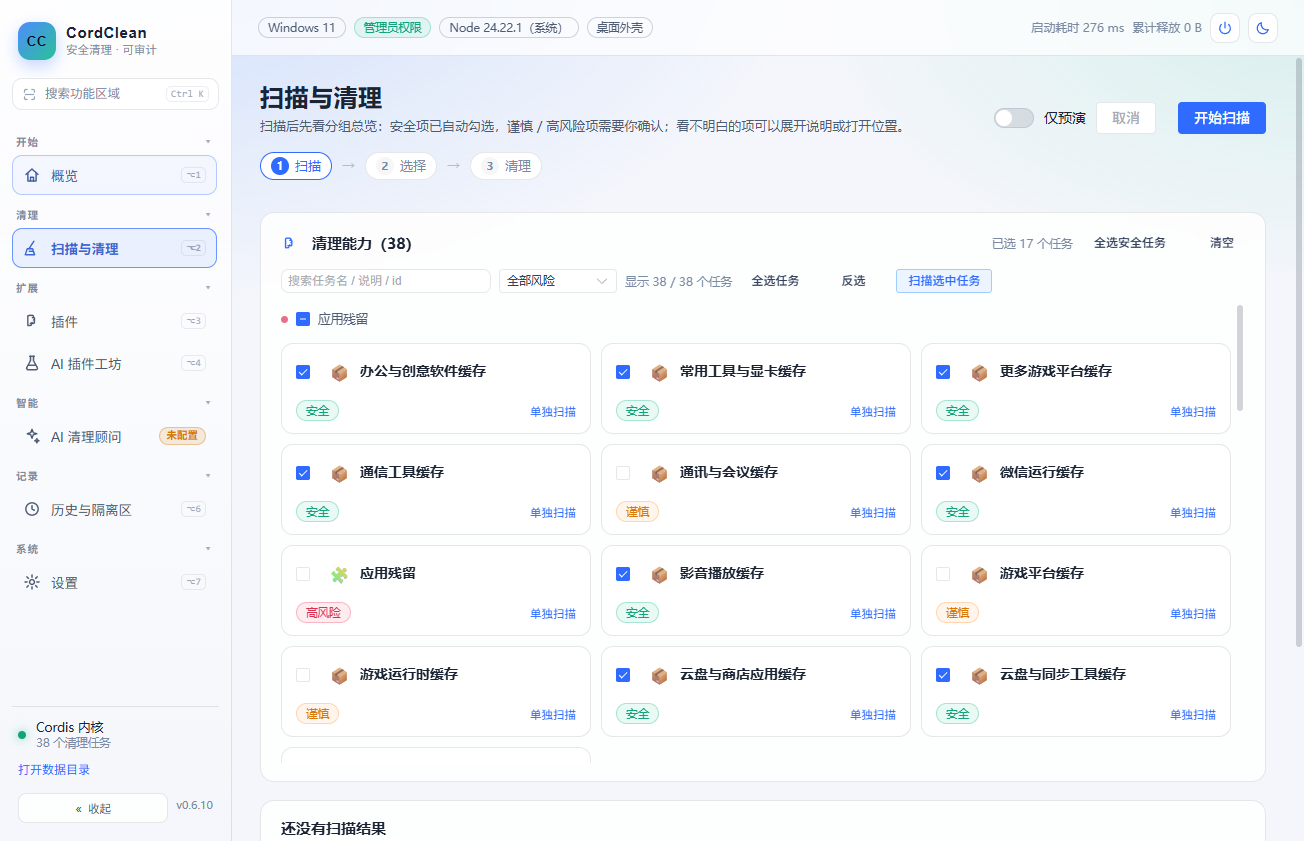 CC
CordClean
安全清理 · 可审计
搜索功能区域
Ctrl K
开始
概览
⌥1
清理
扫描与清理
⌥2
扩展
插件
⌥3
AI 插件工坊
⌥4
智能
AI 清理顾问
未配置
记录
历史与隔离区
⌥6
系统
设置
⌥7
Cordis 内核
38 个清理任务
打开数据目录
« 收起
v0.6.10
Windows 11
管理员权限
Node 24.22.1（系统）
桌面外壳
启动耗时 276 ms
累计释放 0 B
扫描与清理
扫描后先看分组总览：安全项已自动勾选，谨慎 / 高风险项需要你确认；看不明白的项可以展开说明或打开位置。
仅预演
取消
开始扫描
1 扫描 → 2 选择 → 3 清理
清理能力（38）
已选 17 个任务
全选安全任务
清空
搜索任务名 / 说明 / id
全部风险
显示 38 / 38 个任务
全选任务
反选
扫描选中任务
应用残留
办公与创意软件缓存
安全
单独扫描
常用工具与显卡缓存
安全
单独扫描
更多游戏平台缓存
安全
单独扫描
通信工具缓存
安全
单独扫描
通讯与会议缓存
谨慎
单独扫描
微信运行缓存
安全
单独扫描
应用残留
高风险
单独扫描
影音播放缓存
安全
单独扫描
游戏平台缓存
谨慎
单独扫描
游戏运行时缓存
谨慎
单独扫描
云盘与商店应用缓存
安全
单独扫描
云盘与同步工具缓存
安全
单独扫描
还没有扫描结果